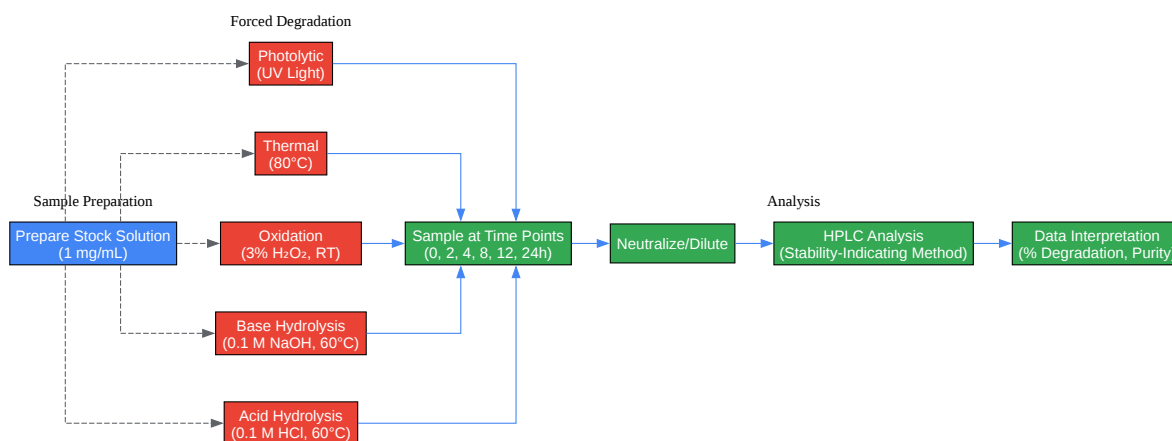 Forced Degradation
Photolytic
(UV Light)
Thermal
(80°C)
Sample Preparation
Prepare Stock Solution
(1 mg/mL)
Oxidation
(3% H₂O₂, RT)
Sample at Time Points
(0, 2, 4, 8, 12, 24h)
Neutralize/Dilute
Analysis
HPLC Analysis
(Stability-Indicating Method)
Data Interpretation
(% Degradation, Purity)
Base Hydrolysis
(0.1 M NaOH, 60°C)
Acid Hydrolysis
(0.1 M HCl, 60°C)